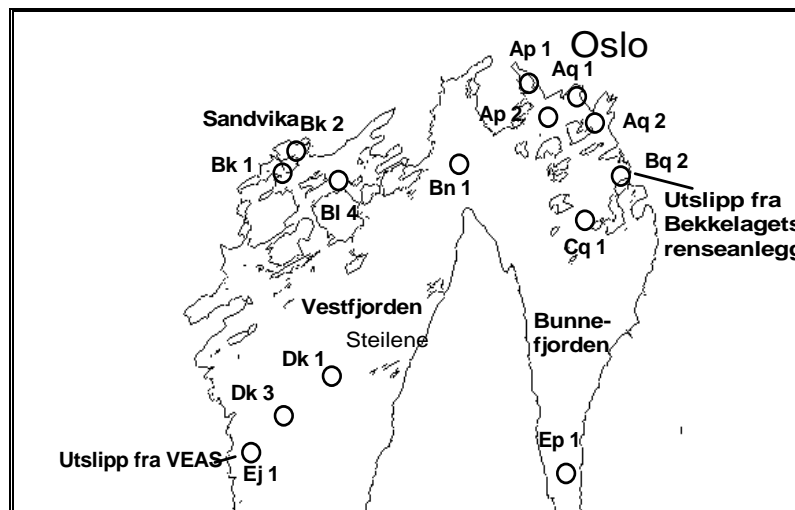 Oslo
Ap 1
Aq 1
Ap 2
Aq 2
Sandvika
Bk 2
Bk 1
Bl 4
Bn 1
Bq 2
Utslipp fra
Bekkelagets
renseanlegg
Cq 1
Vestfjorden
Steilene
Bunne-
fjorden
Dk 1
Dk 3
Utslipp fra VEAS
Ej 1
Ep 1